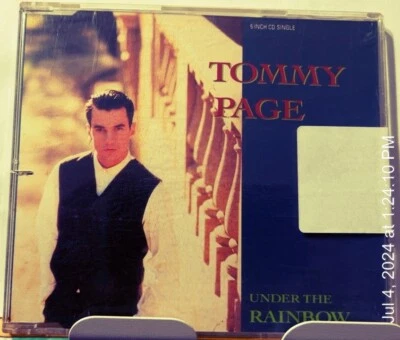 5 INCH CD SINGLE
TOMMY
PAGE
UNDER THE
RAINBOW
Jul 4, 2024 at 1:24:10 PM